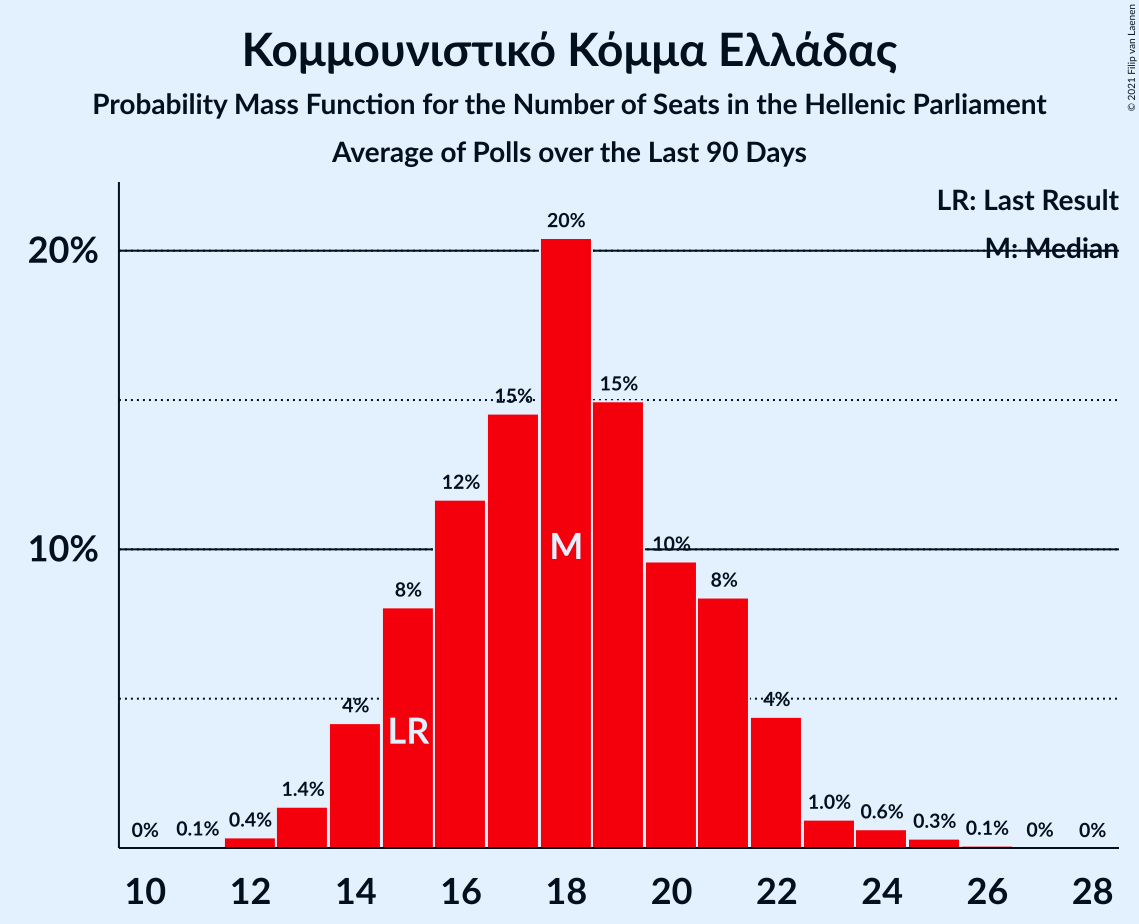 Κομμουνιστικό Κόμμα Ελλάδας
Probability Mass Function for the Number of Seats in the Hellenic Parliament
Average of Polls over the Last 90 Days
© 2021 Filip van Laenen
LR: Last Result
M: Median
20%
10%
0%
0.1%
0.4%
1.4%
4%
8%
12%
15%
20%
15%
10%
8%
4%
1.0%
0.6%
0.3%
0.1%
0%
0%
LR
M
10 12 14 16 18 20 22 24 26 28